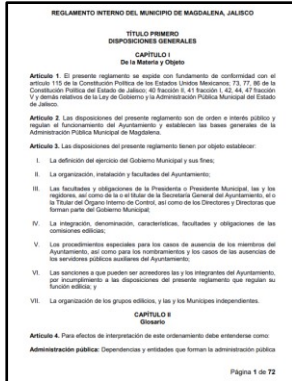 REGLAMENTO INTERNO DEL MUNICIPIO DE MAGDALENA, JALISCO
TÍTULO PRIMERO
DISPOSICIONES GENERALES
CAPÍTULO I
De la Materia y Objeto
Artículo 1. El presente reglamento se expide con fundamento de conformidad con el
artículo 115 de la Constitución Política de los Estados Unidos Mexicanos; 73, 77, 86 de la
Constitución Política del Estado de Jalisco; 40 fracción II, 41 fracción I, 42, 44, 47 fracción
V y demás relativos de la Ley de Gobierno y la Administración Pública Municipal del Estado
de Jalisco.
Artículo 2. Las disposiciones del presente reglamento son de orden e interés público y
regulan el funcionamiento del Ayuntamiento y establecen las bases generales de la
Administración Pública Municipal de Magdalena.
Artículo 3. Las disposiciones del presente reglamento tienen por objeto establecer:
I. La definición del ejercicio del Gobierno Municipal y sus fines;
II. La organización, instalación y facultades del Ayuntamiento;
III. Las facultades y obligaciones de la Presidenta o Presidente Municipal, las y los
regidores, así como de la o el titular de la Secretaría General del Ayuntamiento, el o
la Titular del Órgano Interno de Control, así como de los Directores y Directoras que
forman parte del Gobierno Municipal;
IV. La integración, denominación, características, facultades y obligaciones de las
comisiones edilicias;
V. Los procedimientos especiales para los casos de ausencia de los miembros del
Ayuntamiento, así como para los nombramientos y los casos de las ausencias de
los servidores públicos auxiliares del Ayuntamiento;
VI. Las sanciones a que pueden ser acreedores las y los integrantes del Ayuntamiento,
por incumplimiento a las disposiciones del presente reglamento que regulan su
función edilicia; y
VII. La organización de los grupos edilicios, y las y los Munícipes independientes.
CAPÍTULO II
Glosario
Artículo 4. Para efectos de interpretación de este ordenamiento debe entenderse como:
Administración pública: Dependencias y entidades que forman la administración pública
Página 1 de 72